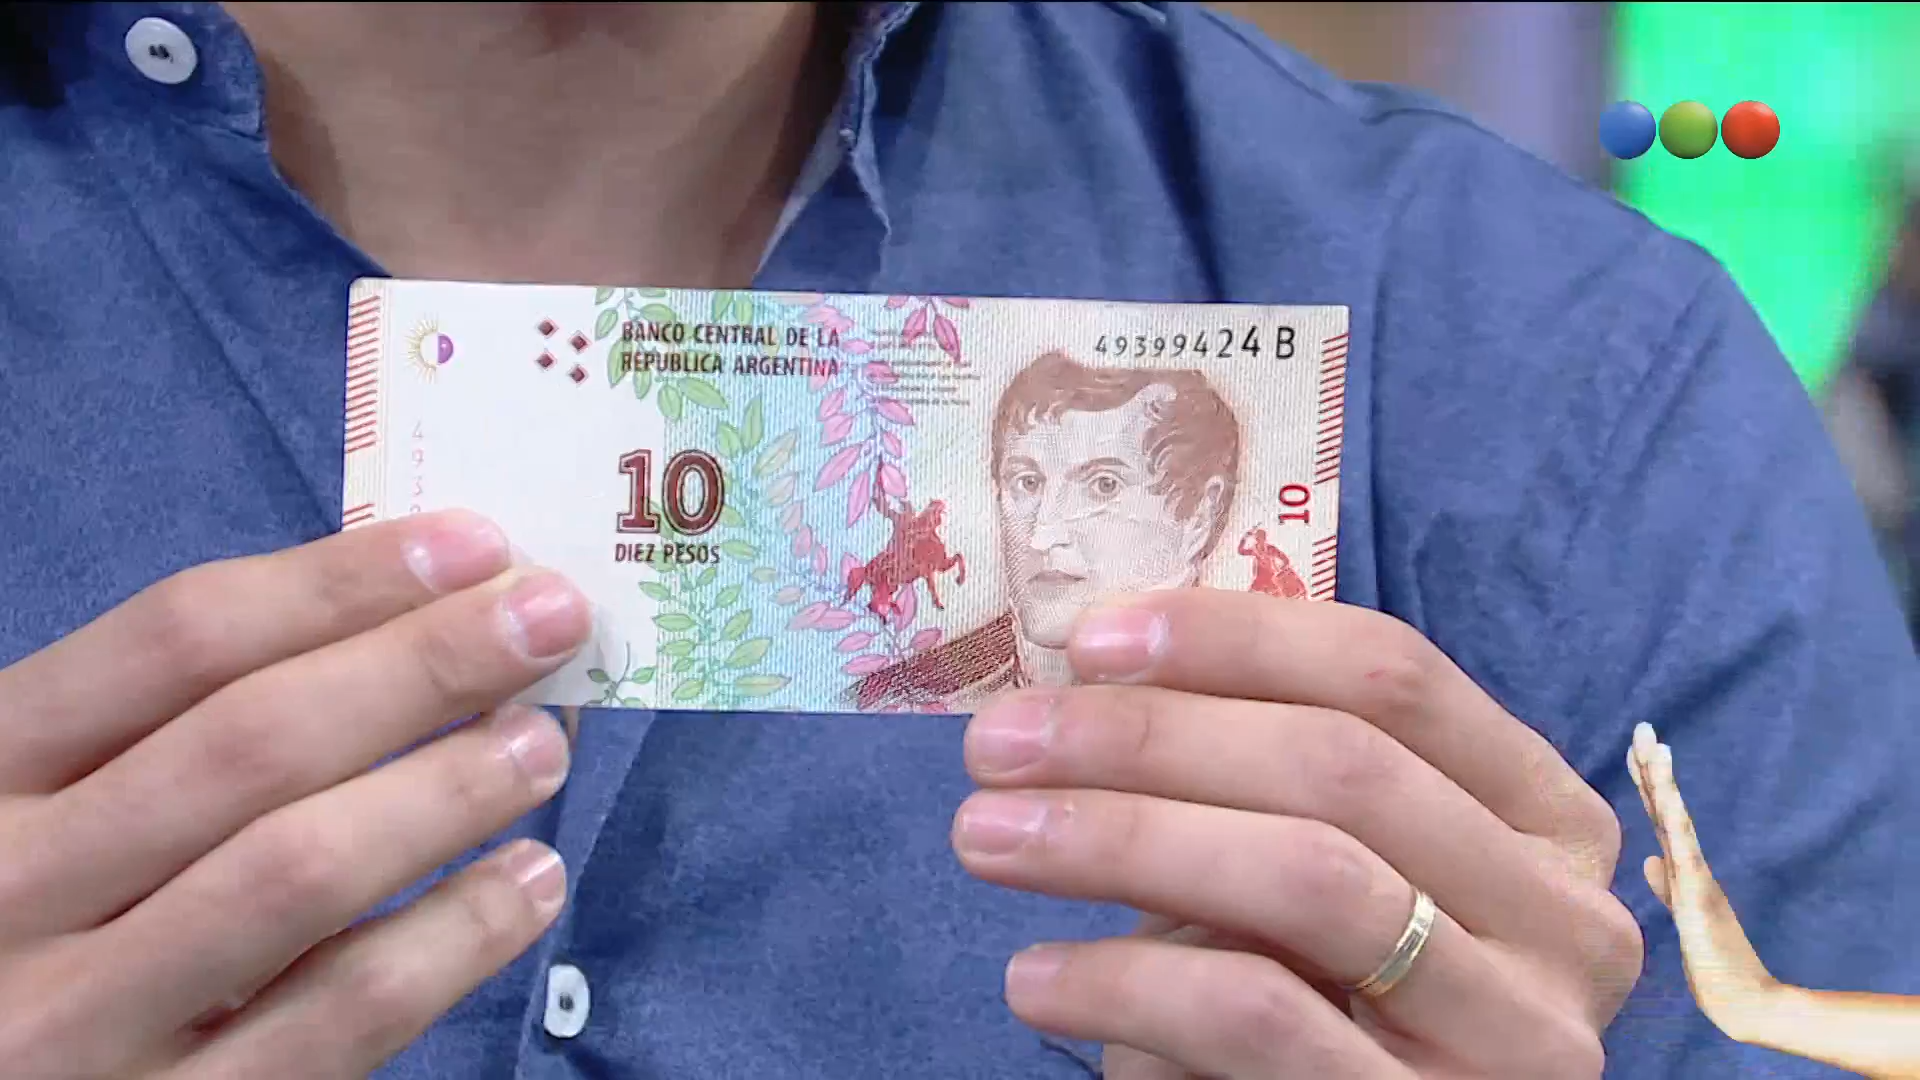 BANCO CENTRAL DE LA
REPUBLICA ARGENTINA
49399424 B
10
DIEZ PESOS
10